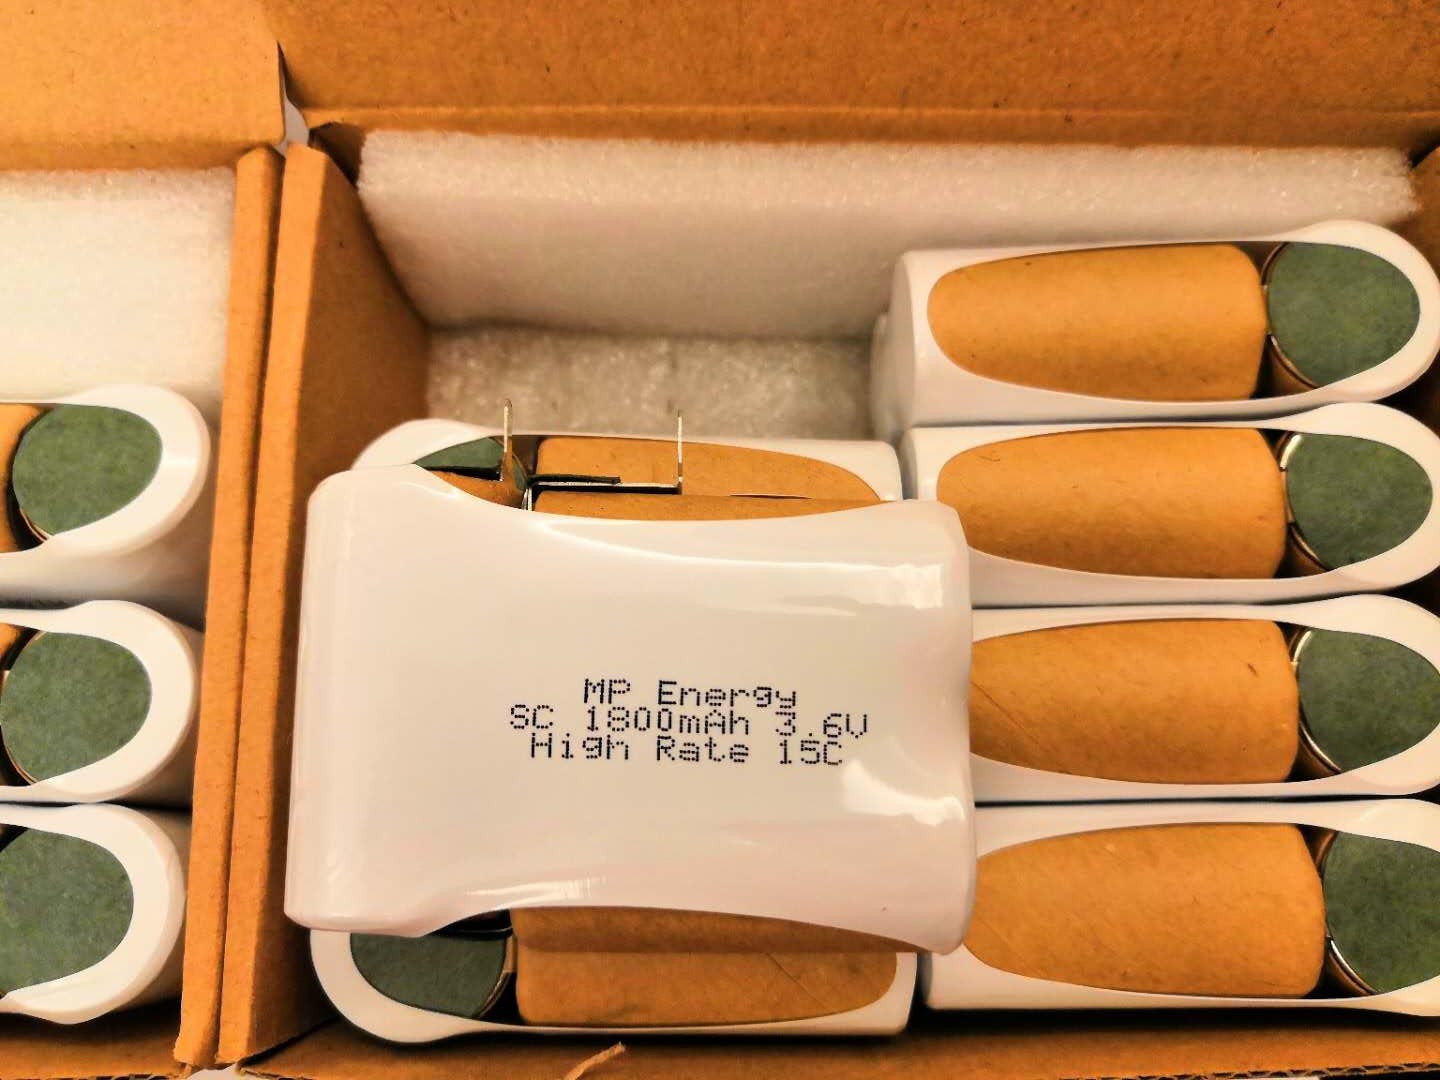 MP Energy
SC 1800mAh 3.6V
High Rate 15C